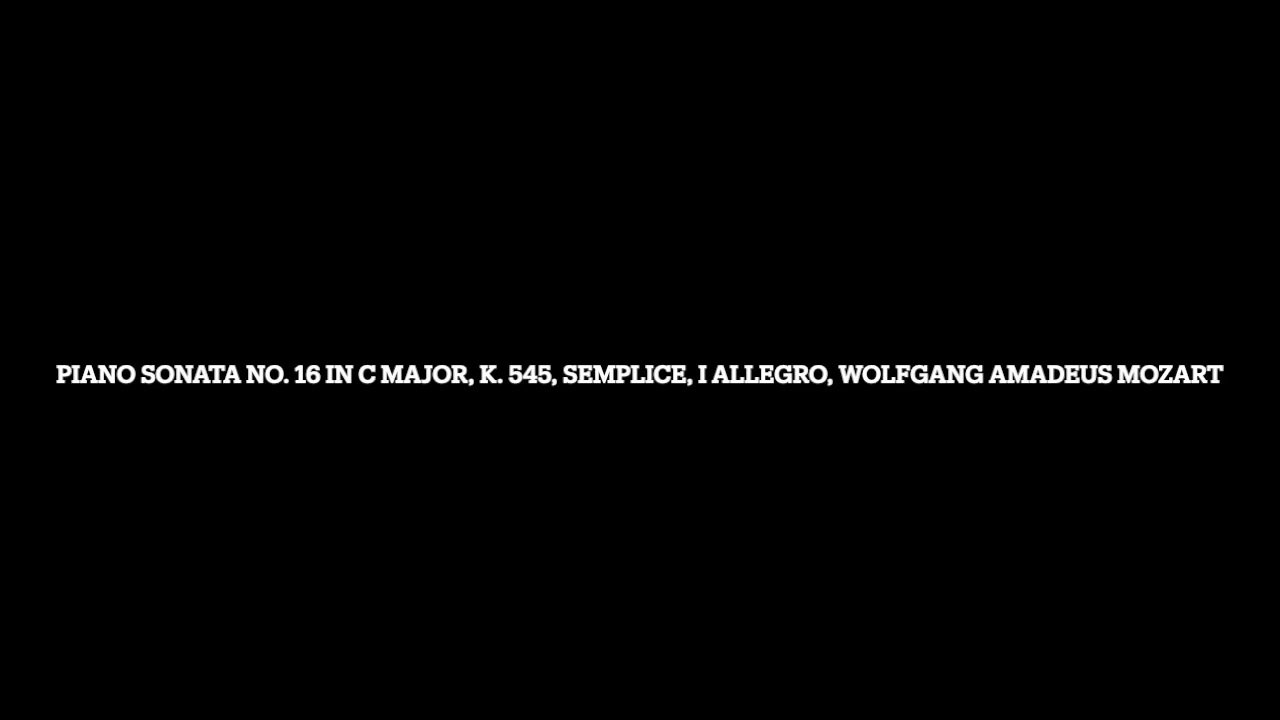 PIANO SONATA NO. 16 IN C MAJOR, K. 545, SEMPLICE, I ALLEGRO, WOLFGANG AMADEUS MOZART